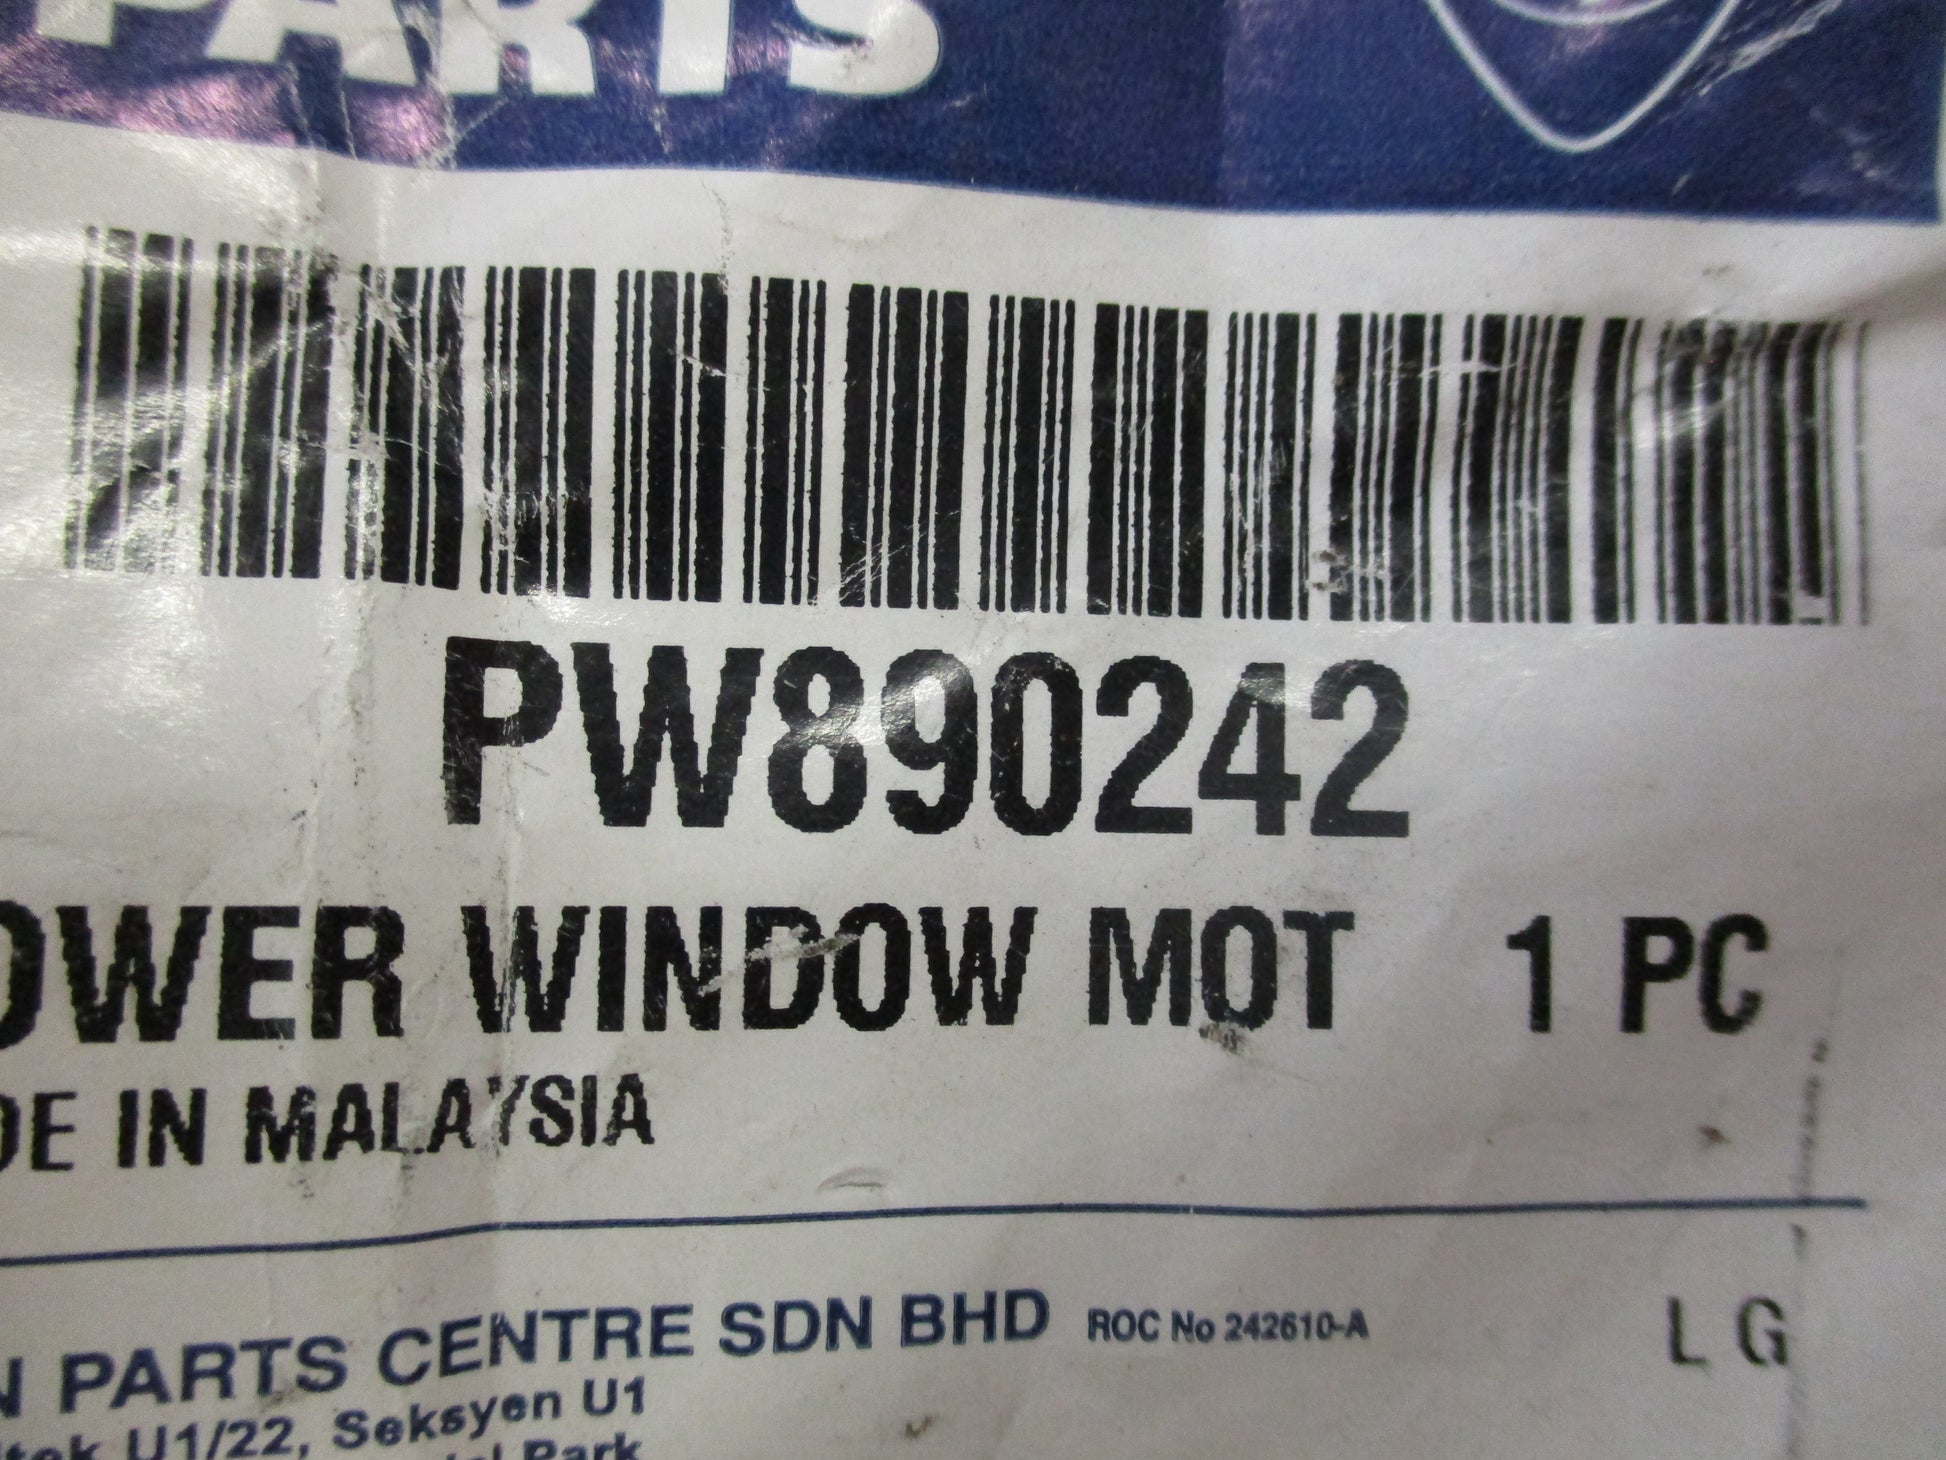 PARTS
PW890242
OWER WINDOW MOT 1 PC
DE IN MALAYSIA
N PARTS CENTRE SDN BHD ROC No 242610-A LG
U1/22, Seksyen U1
Park